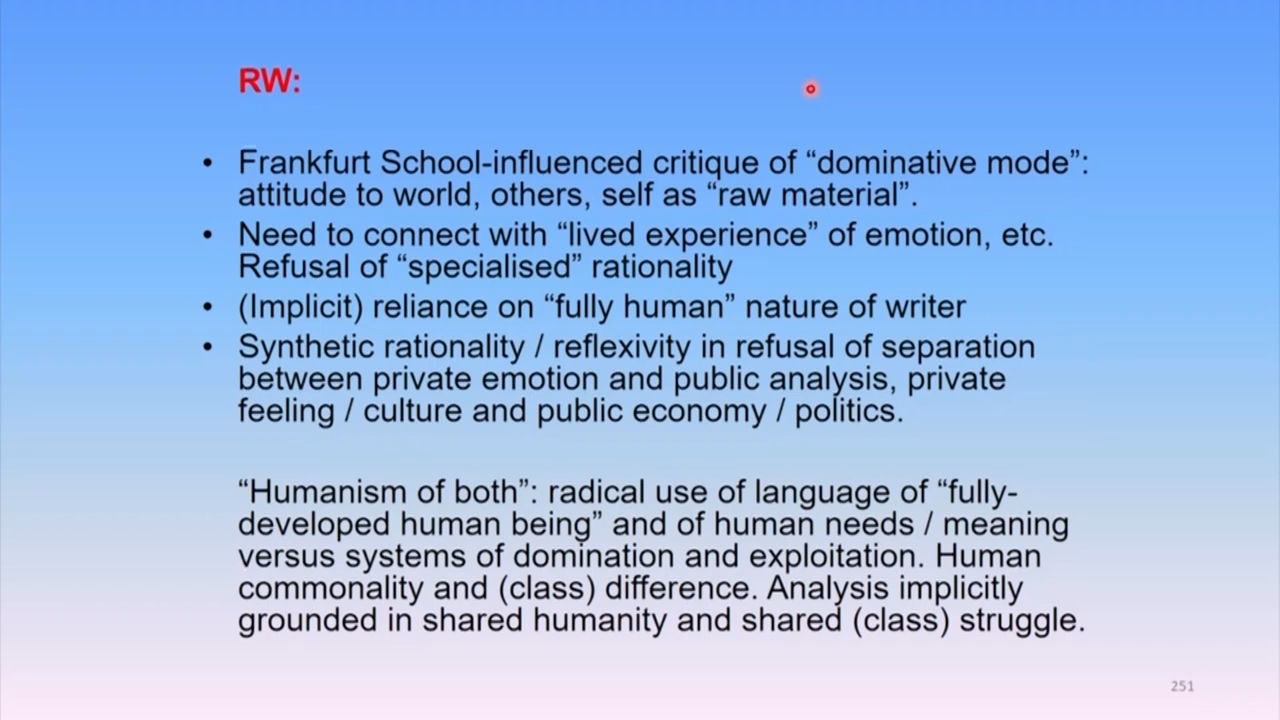 RW:
• Frankfurt School-influenced critique of “dominative mode”:
attitude to world, others, self as “raw material”.
• Need to connect with “lived experience” of emotion, etc.
Refusal of “specialised” rationality
• (Implicit) reliance on “fully human” nature of writer
• Synthetic rationality / reflexivity in refusal of separation
between private emotion and public analysis, private
feeling / culture and public economy / politics.
“Humanism of both”: radical use of language of “fully-
developed human being” and of human needs / meaning
versus systems of domination and exploitation. Human
commonality and (class) difference. Analysis implicitly
grounded in shared humanity and shared (class) struggle.
251